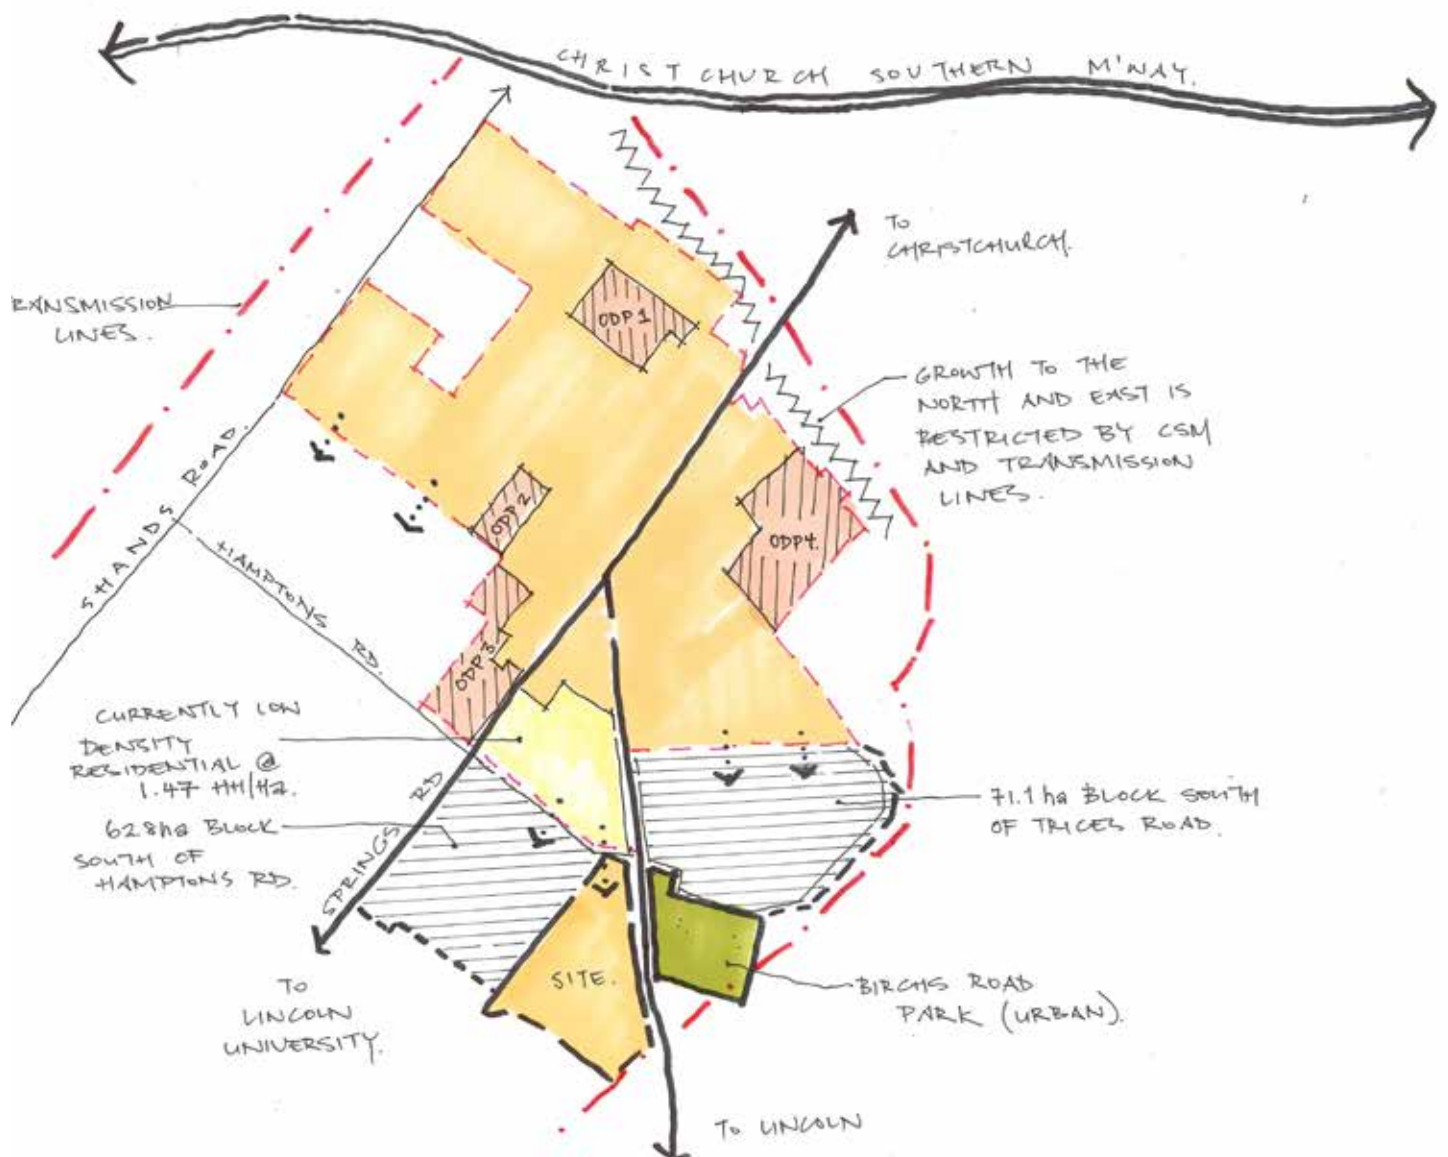 CHRISTCHURCH SOUTHERN M'WAY.
TO
CHRISTCHURCH.
RANSMISSION
LINES.
ODP 1
GROWTH TO THE
NORTH AND EAST IS
RESTRICTED BY CSM
AND TRANSMISSION
LINES.
SHANDS ROAD.
ODP 2
ODP4.
HAMPTONS RD.
ODP 3
CURRENTLY LOW
DENSITY
RESIDENTIAL @
1.47 HH/Ha.
SPRINGS RD
71.1 ha BLOCK SOUTH
OF TRICES ROAD.
62.8ha BLOCK
SOUTH OF
HAMPTONS RD.
SITE.
TO
LINCOLN
UNIVERSITY.
BIRCHS ROAD
PARK (URBAN).
TO LINCOLN